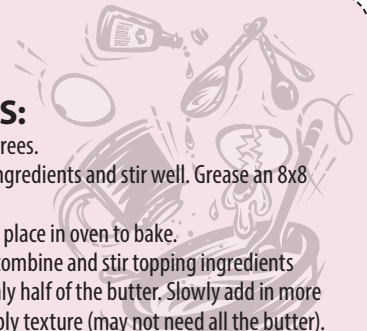 S:
rees.
ngredients and stir well. Grease an 8x8
place in oven to bake.
combine and stir topping ingredients
ly half of the butter. Slowly add in more
bly texture (may not need all the butter).